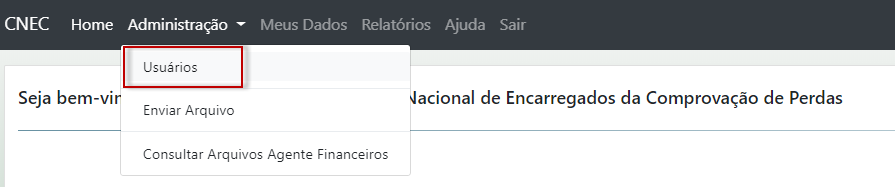 CNEC Home Administração Meus Dados Relatórios Ajuda Sair
Usuários
Seja bem-vin Nacional de Encarregados da Comprovação de Perdas
Enviar Arquivo
Consultar Arquivos Agente Financeiros